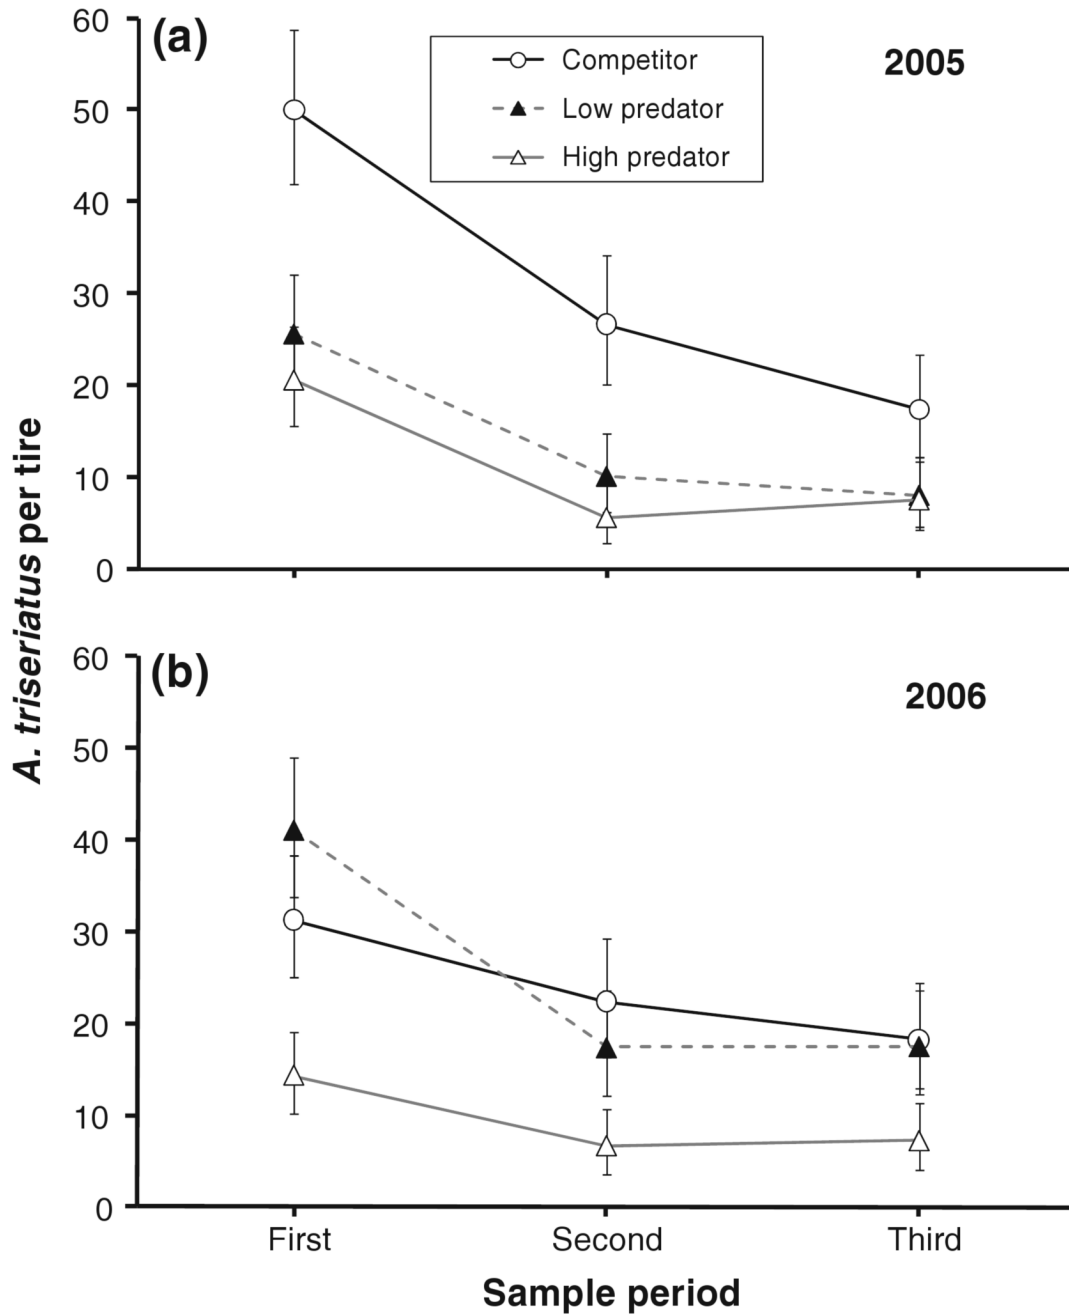 (a)
2005
Competitor
Low predator
High predator
60
50
40
30
20
10
0
A. triseriatus per tire
(b)
2006
60
50
40
30
20
10
0
First Second Third
Sample period